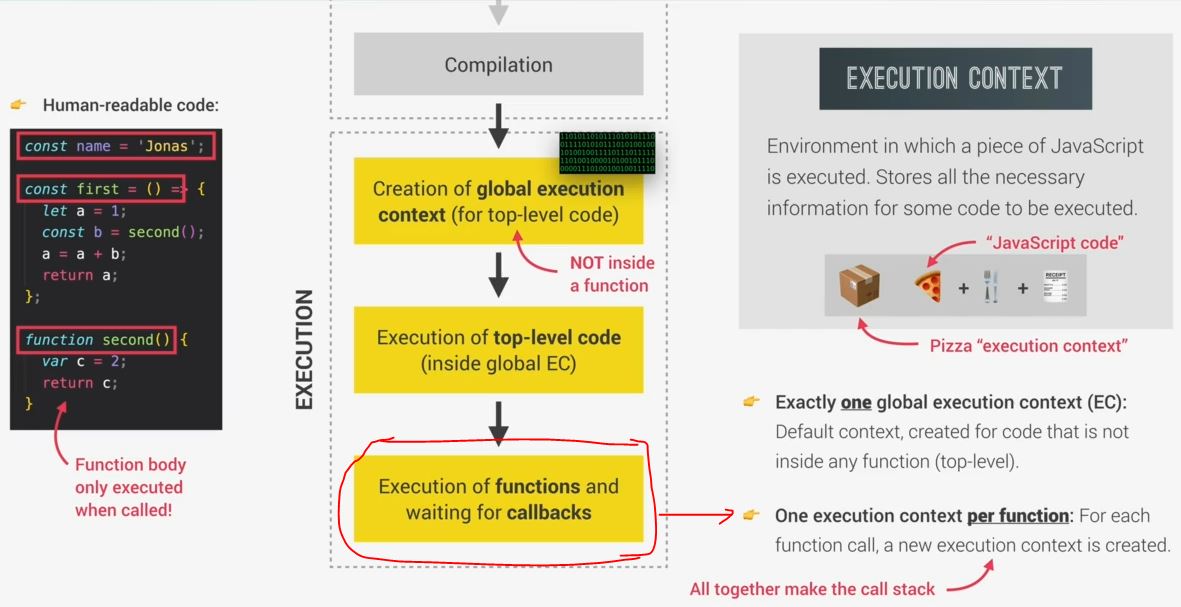 Compilation
👉 Human-readable code:
const name = 'Jonas';
const first = () => {
let a = 1;
const b = second();
a = a + b;
return a;
};
function second() {
var c = 2;
return c;
}
Function body
only executed
when called!
EXECUTION
Creation of global execution
context (for top-level code)
NOT inside
a function
Execution of top-level code
(inside global EC)
Execution of functions and
waiting for callbacks
EXECUTION CONTEXT
Environment in which a piece of JavaScript
is executed. Stores all the necessary
information for some code to be executed.
“JavaScript code”
+ +
RECEIPT
Pizza “execution context”
👉 Exactly one global execution context (EC):
Default context, created for code that is not
inside any function (top-level).
👉 One execution context per function: For each
function call, a new execution context is created.
All together make the call stack